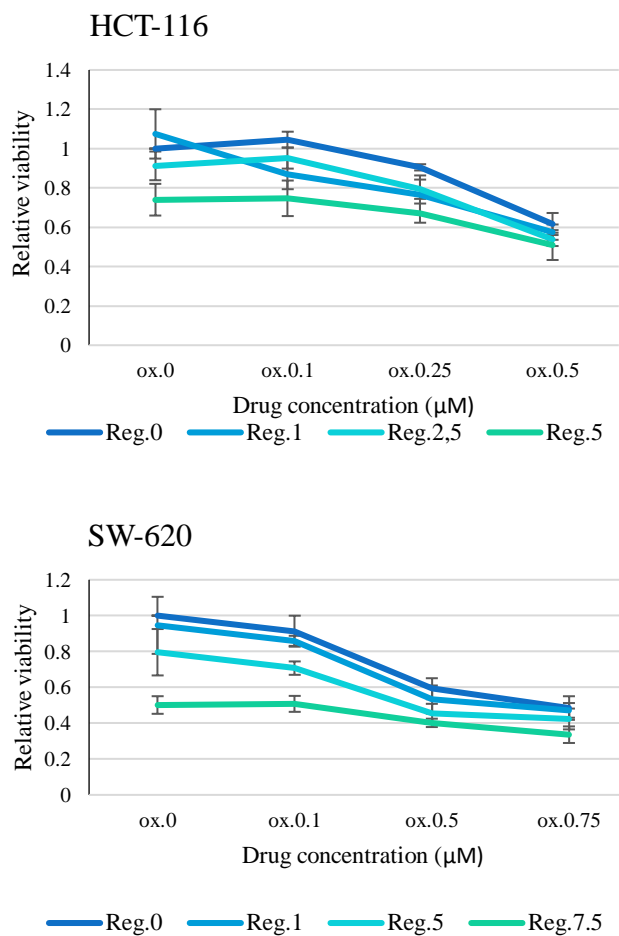 HCT-116
1.4
1.2
1
0.8
0.6
0.4
0.2
0
Relative viability
ox.0 ox.0.1 ox.0.25 ox.0.5
Drug concentration (μM)
Reg.0 Reg.1 Reg.2,5 Reg.5
SW-620
1.2
1
0.8
0.6
0.4
0.2
0
Relative viability
ox.0 ox.0.1 ox.0.5 ox.0.75
Drug concentration (μM)
Reg.0 Reg.1 Reg.5 Reg.7.5